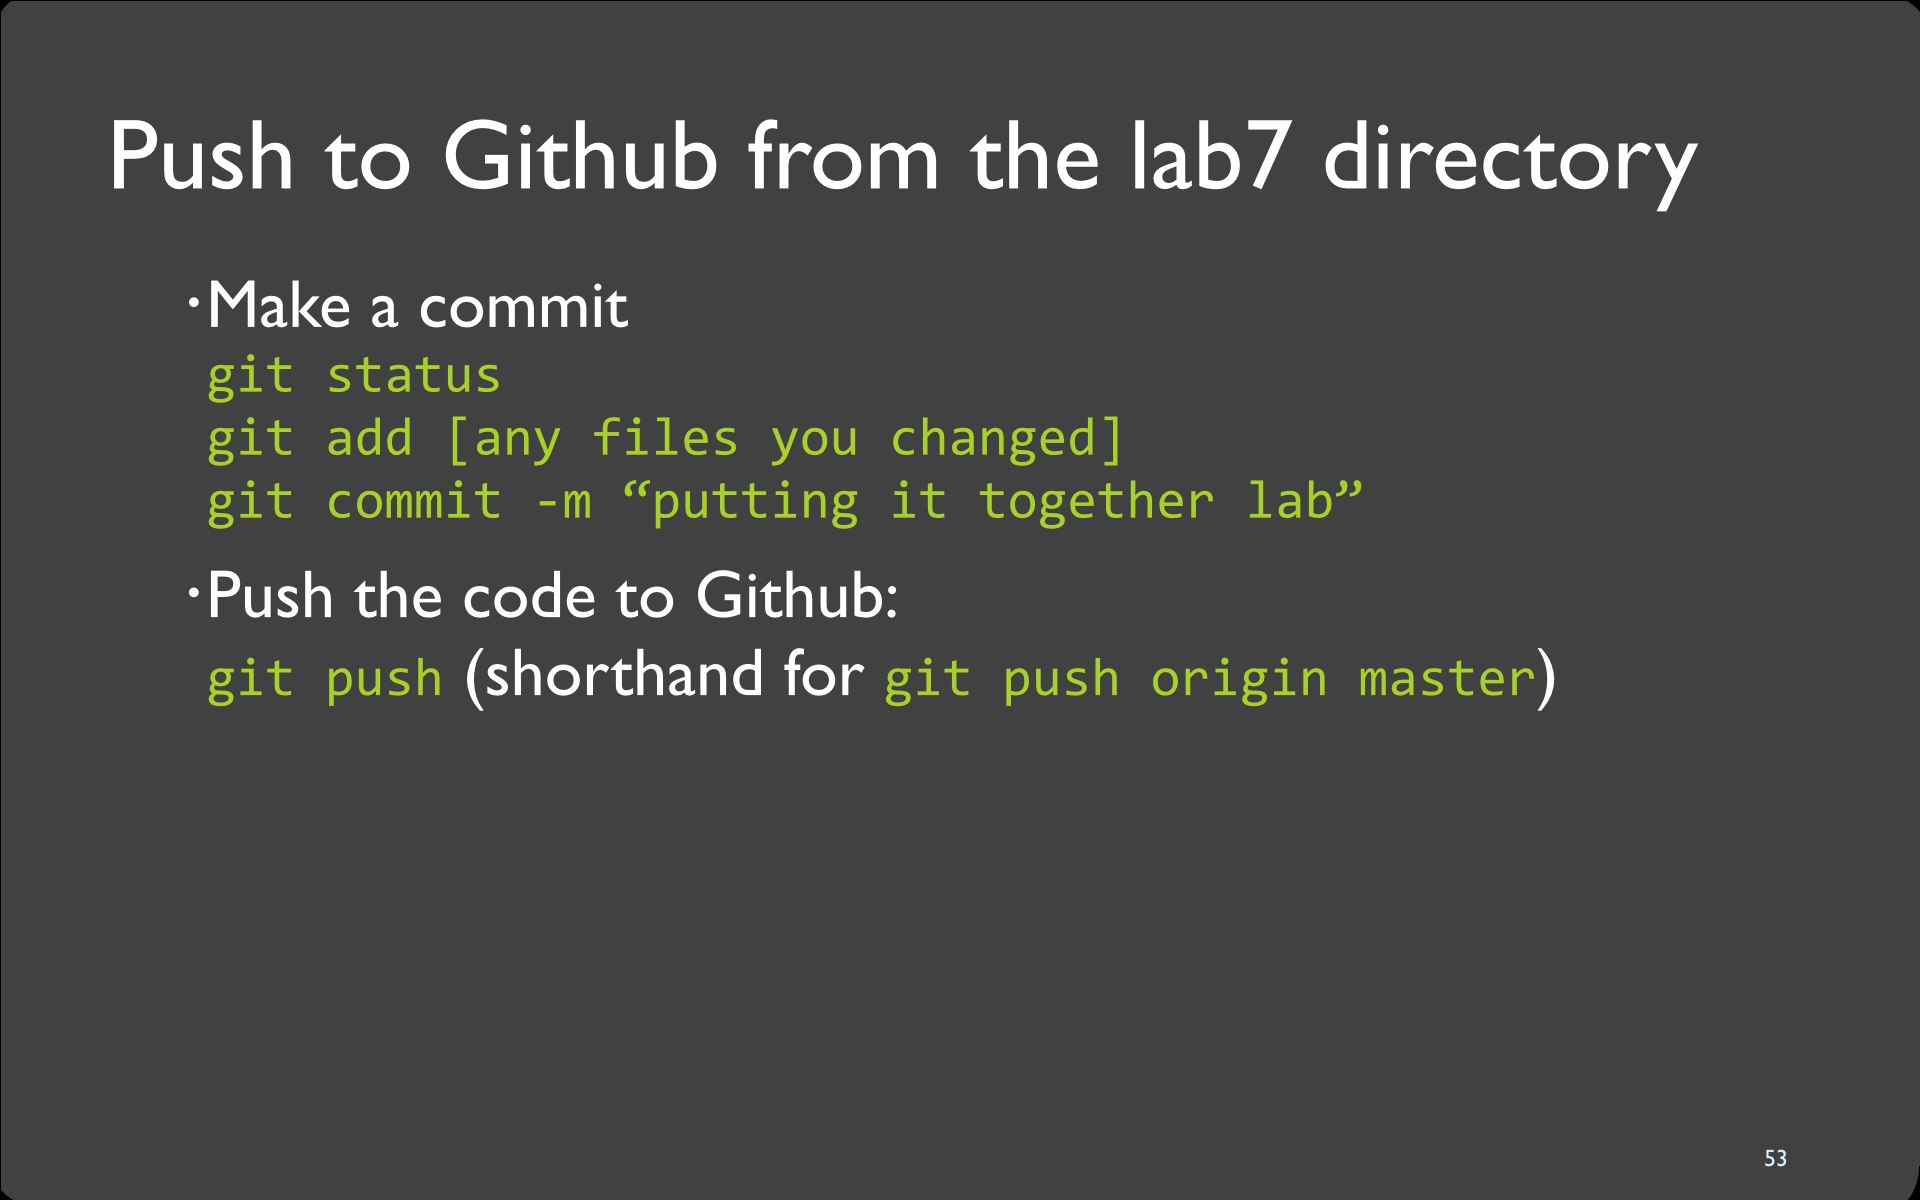 Push to Github from the lab7 directory
·Make a commit
git status
git add [any files you changed]
git commit -m “putting it together lab”
·Push the code to Github:
git push (shorthand for git push origin master)
53